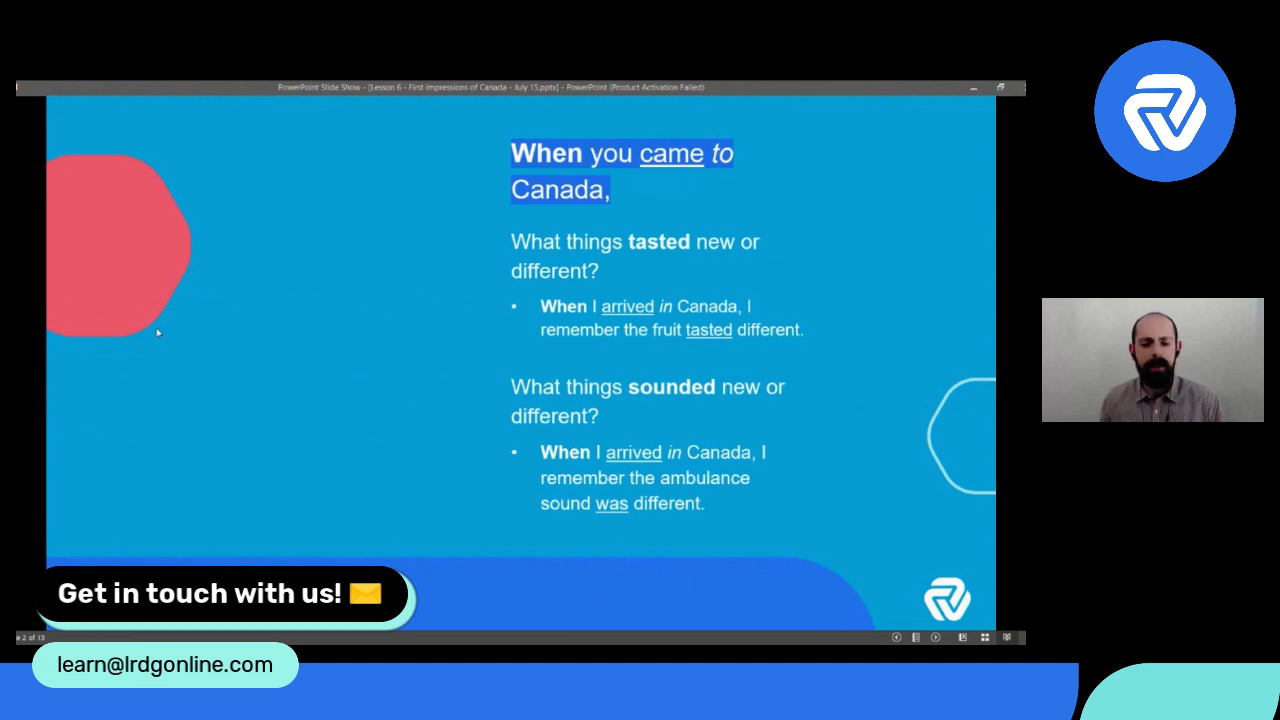 PowerPoint Slide Show - [Lesson 6 - First impressions of Canada - July 15.pptx] - PowerPoint (Product Activation Failed)
When you came to
Canada,
What things tasted new or
different?
• When I arrived in Canada, I
remember the fruit tasted different.
What things sounded new or
different?
• When I arrived in Canada, I
remember the ambulance
sound was different.
Get in touch with us! ✉️
2 of 13
learn@lrdgonline.com